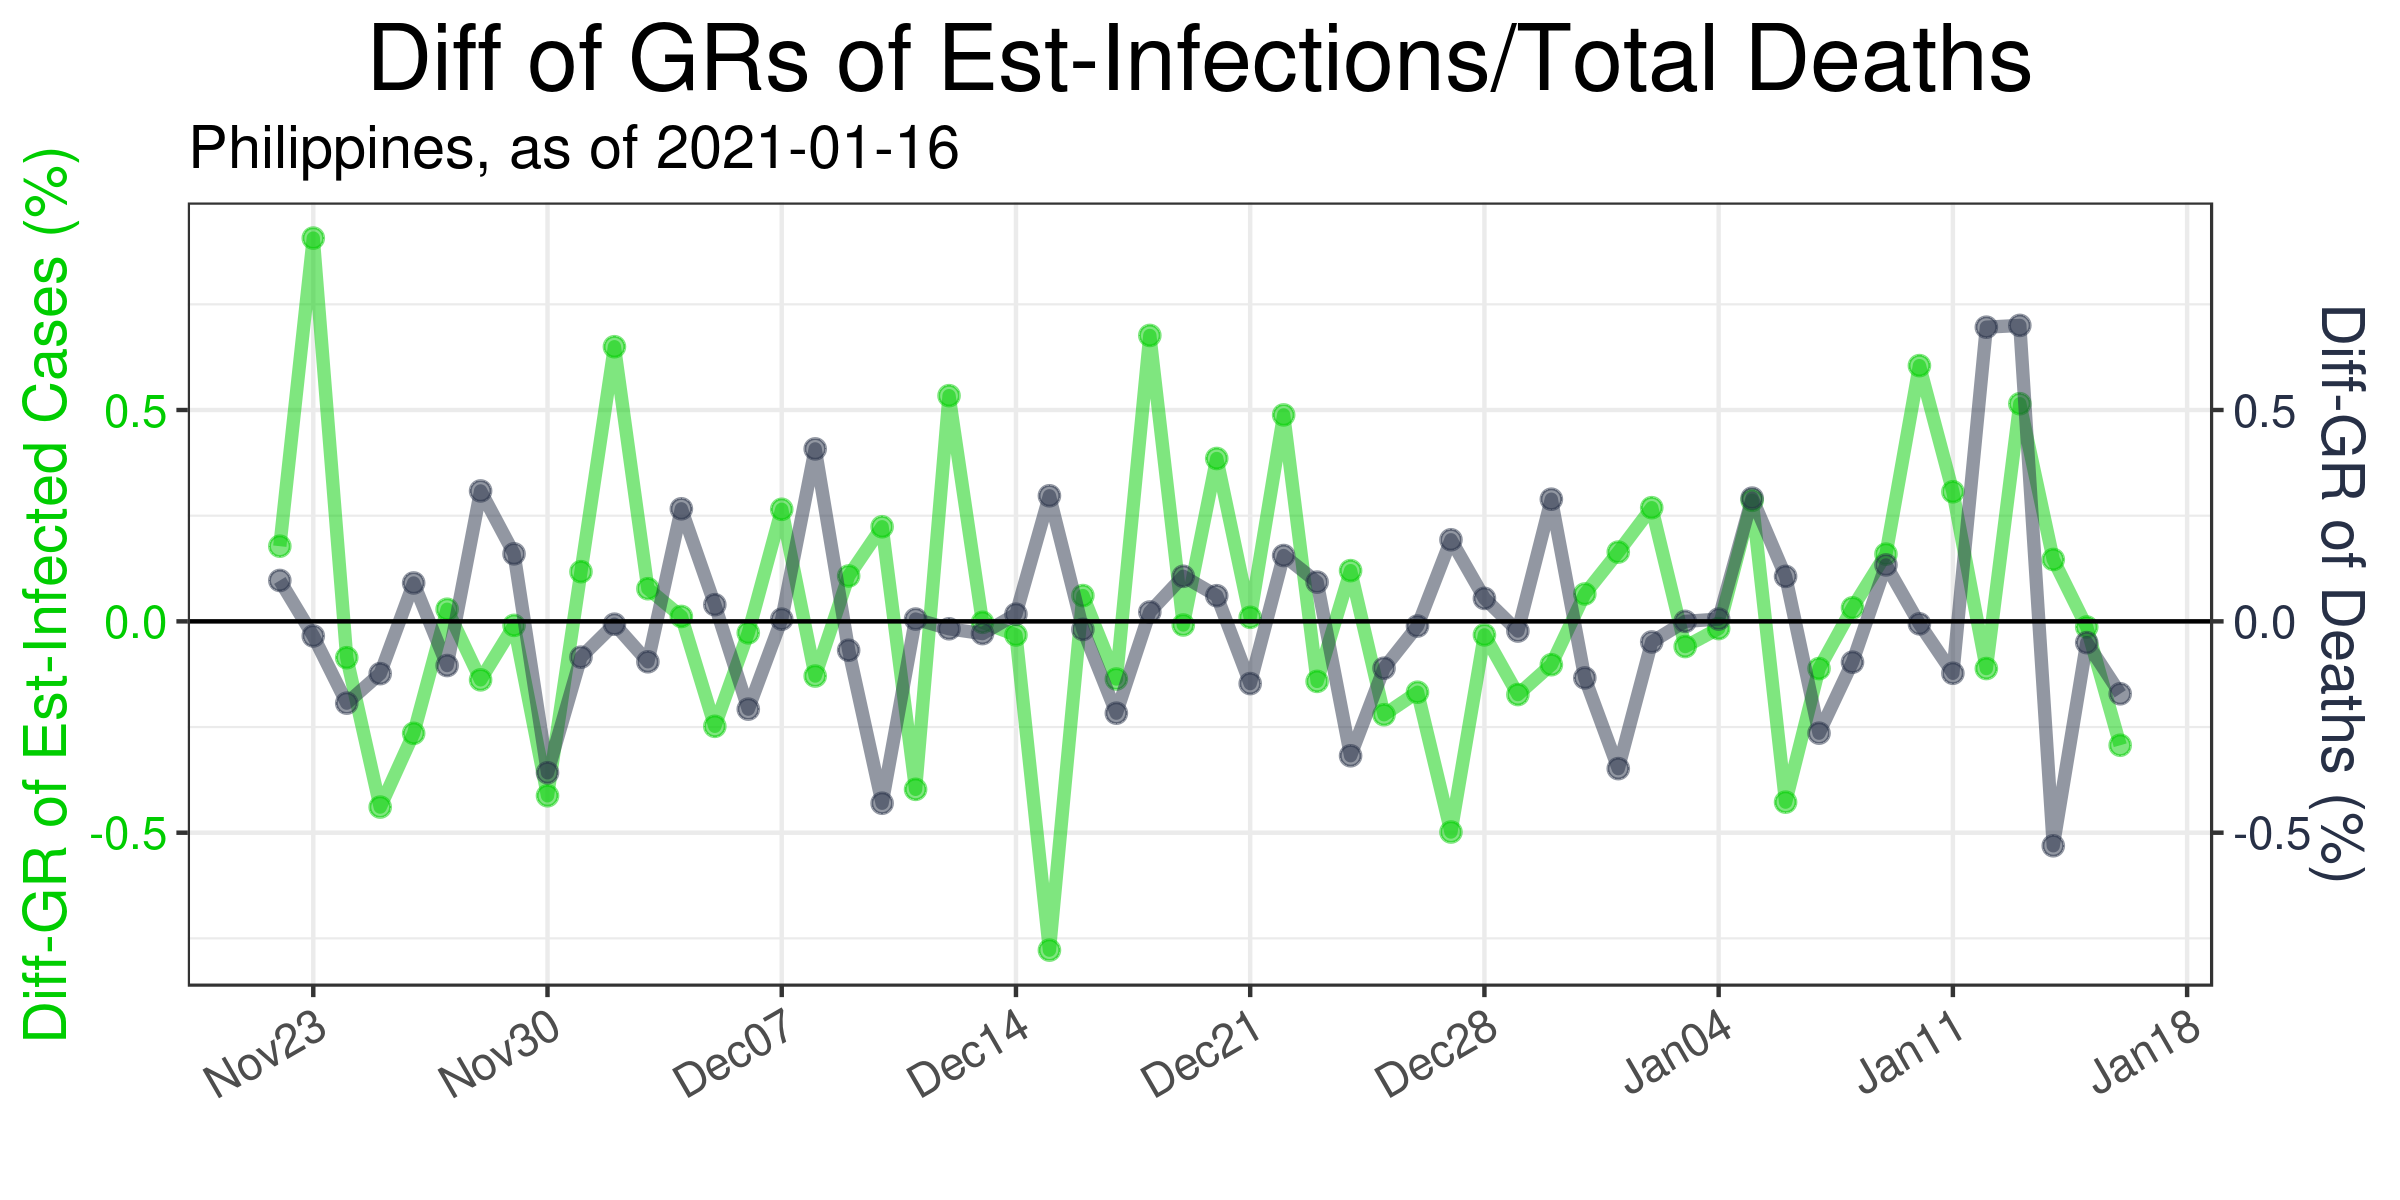 Diff of GRs of Est-Infections/Total Deaths
Philippines, as of 2021-01-16
Diff-GR of Est-Infected Cases (%)
0.5
0.0
-0.5
0.5
0.0
-0.5
Diff-GR of Deaths (%)
Nov23
Nov30
Dec07
Dec14
Dec21
Dec28
Jan04
Jan11
Jan18